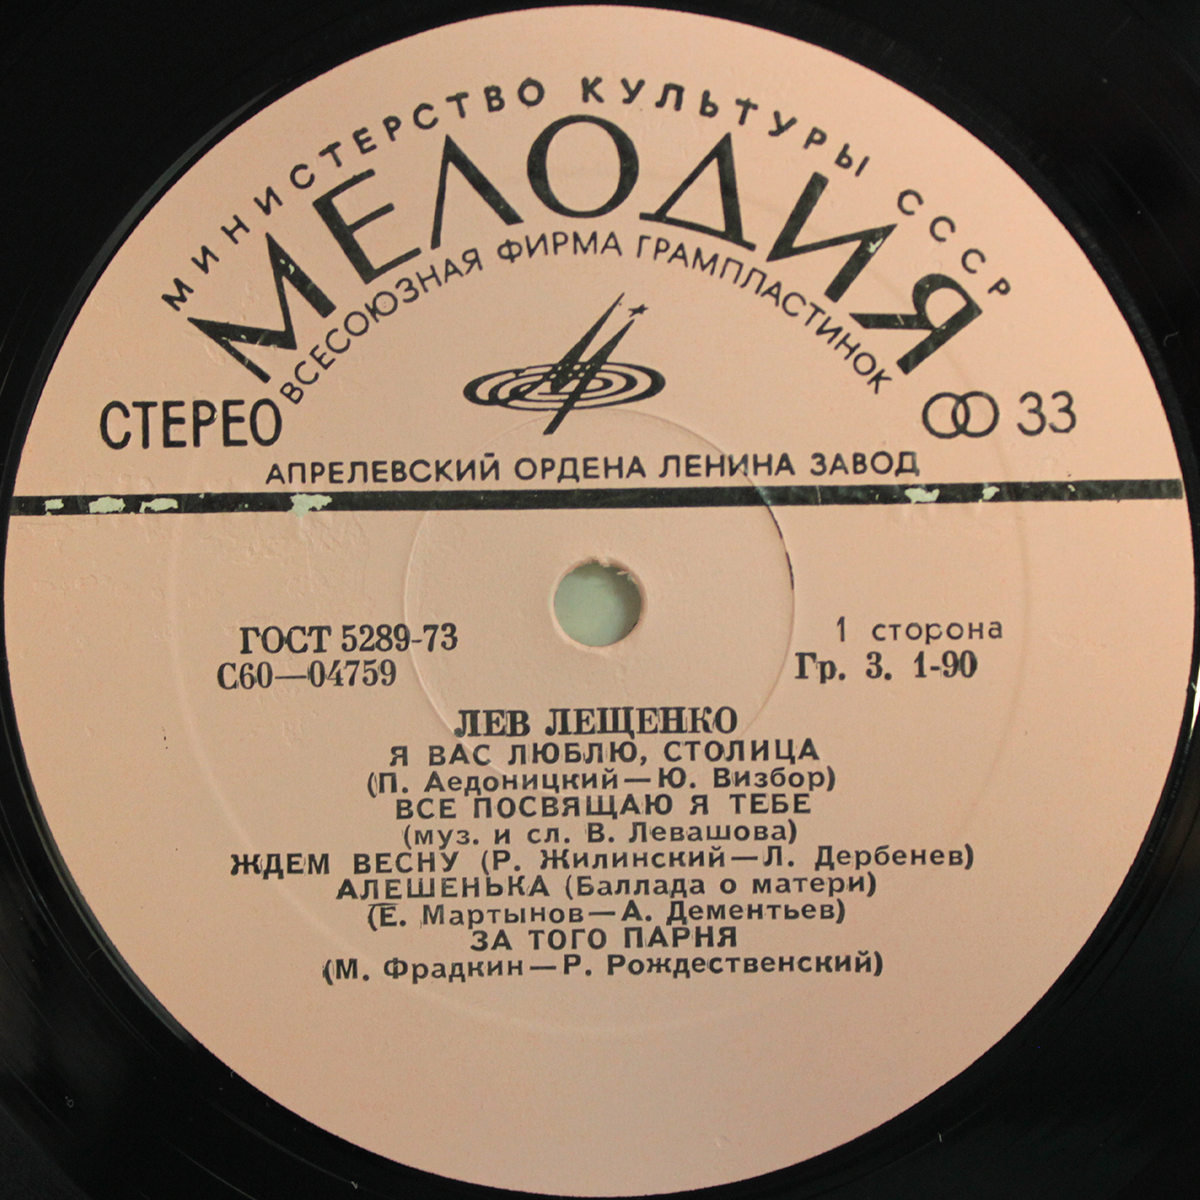 МИНИСТЕРСТВО КУЛЬТУРЫ СССР
МЕЛОДИЯ
ВСЕСОЮЗНАЯ ФИРМА ГРАМПЛАСТИНОК
СТЕРЕО
33
АПРЕЛЕВСКИЙ ОРДЕНА ЛЕНИНА ЗАВОД
ГОСТ 5289-73
1 сторона
С60—04759
Гр. 3. 1-90
ЛЕВ ЛЕЩЕНКО
Я ВАС ЛЮБЛЮ, СТОЛИЦА
(П. Аедоницкий—Ю. Визбор)
ВСЕ ПОСВЯЩАЮ Я ТЕБЕ
(муз. и сл. В. Левашова)
ЖДЕМ ВЕСНУ (Р. Жилинский—Л. Дербенев)
АЛЕШЕНЬКА (Баллада о матери)
(Е. Мартынов—А. Дементьев)
ЗА ТОГО ПАРНЯ
(М. Фрадкин—Р. Рождественский)